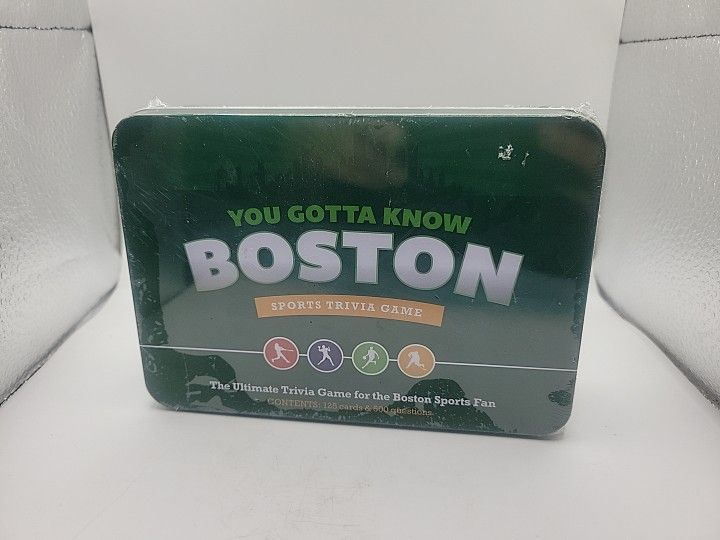 YOU GOTTA KNOW
BOSTON
SPORTS TRIVIA GAME
The Ultimate Trivia Game for the Boston Sports Fan
CONTENTS: 125 cards & 500 questions